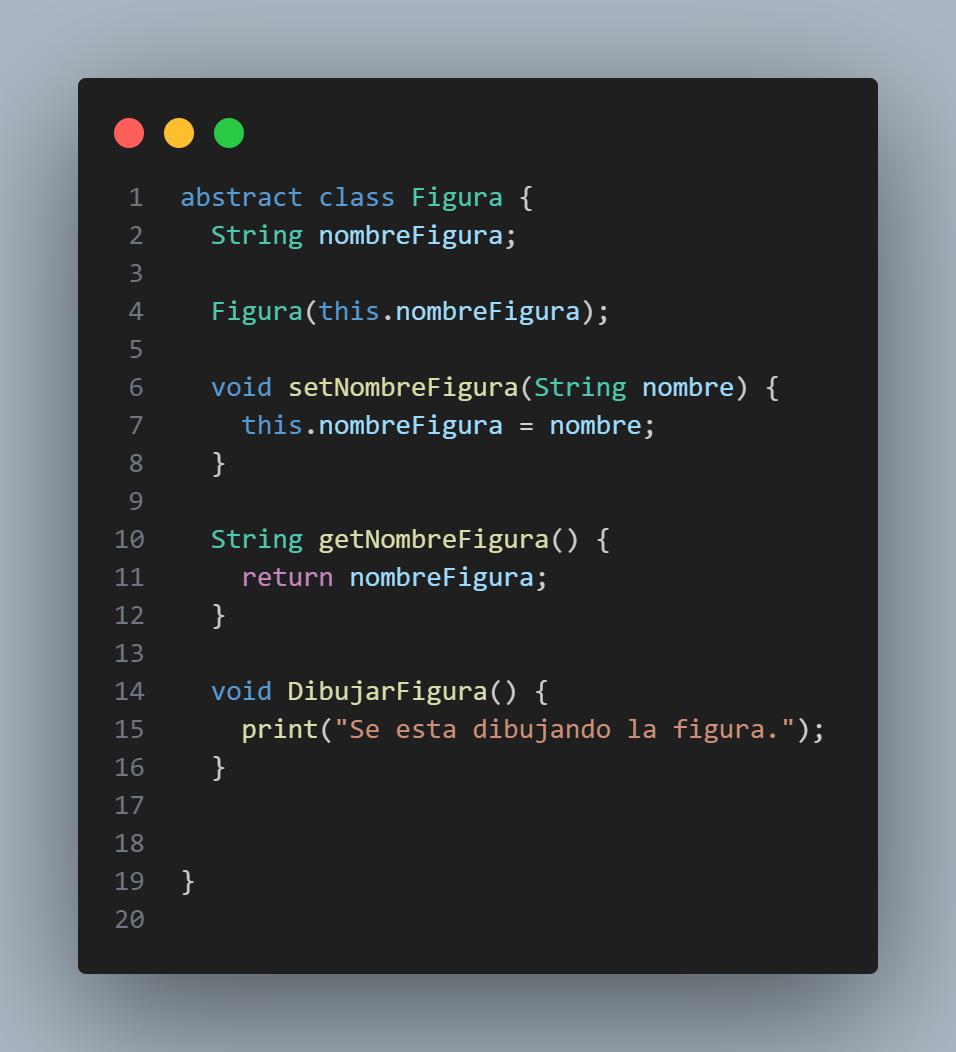 1 abstract class Figura {
2 String nombreFigura;
3
4 Figura(this.nombreFigura);
5
6 void setNombreFigura(String nombre) {
7 this.nombreFigura = nombre;
8 }
9
10 String getNombreFigura() {
11 return nombreFigura;
12 }
13
14 void DibujarFigura() {
15 print("Se esta dibujando la figura.");
16 }
17
18
19 }
20